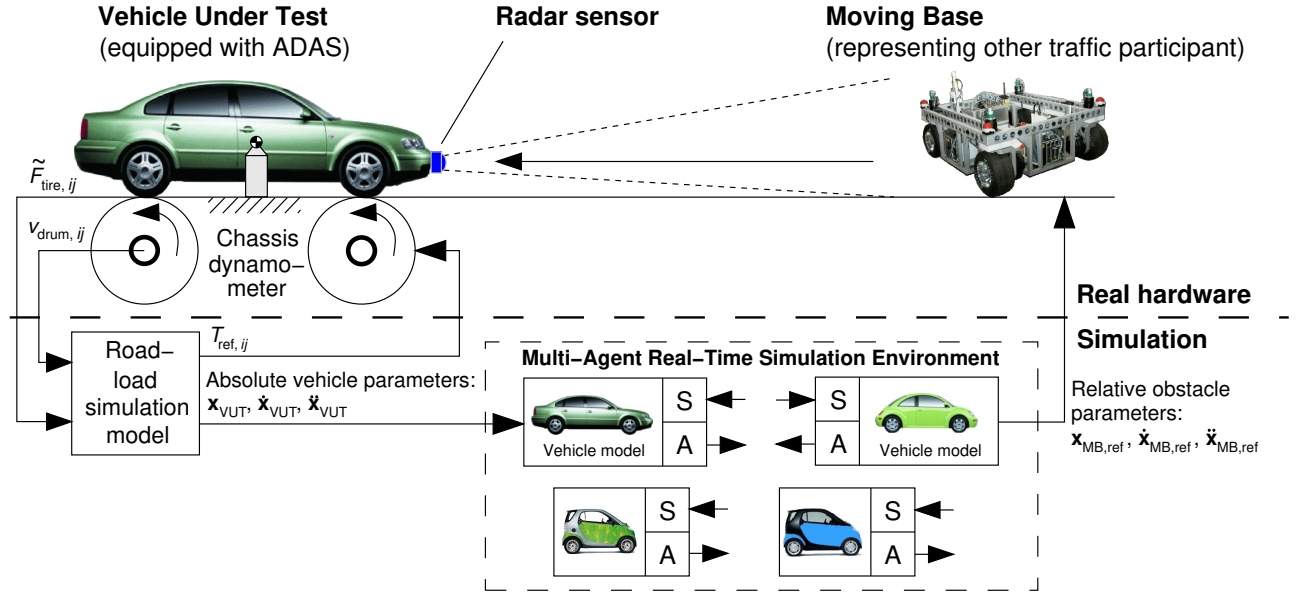 Vehicle Under Test
(equipped with ADAS)
Radar sensor
Moving Base
(representing other traffic participant)
F̃tire, ij
vdrum, ij
Chassis
dynamo−
meter
Real hardware
Simulation
Road−
load
simulation
model
Tref, ij
Absolute vehicle parameters:
xVUT, ẋVUT, ẍVUT
Multi−Agent Real−Time Simulation Environment
S
A
Vehicle model
S
A
Vehicle model
S
A
S
A
Relative obstacle
parameters:
xMB,ref , ẋMB,ref , ẍMB,ref